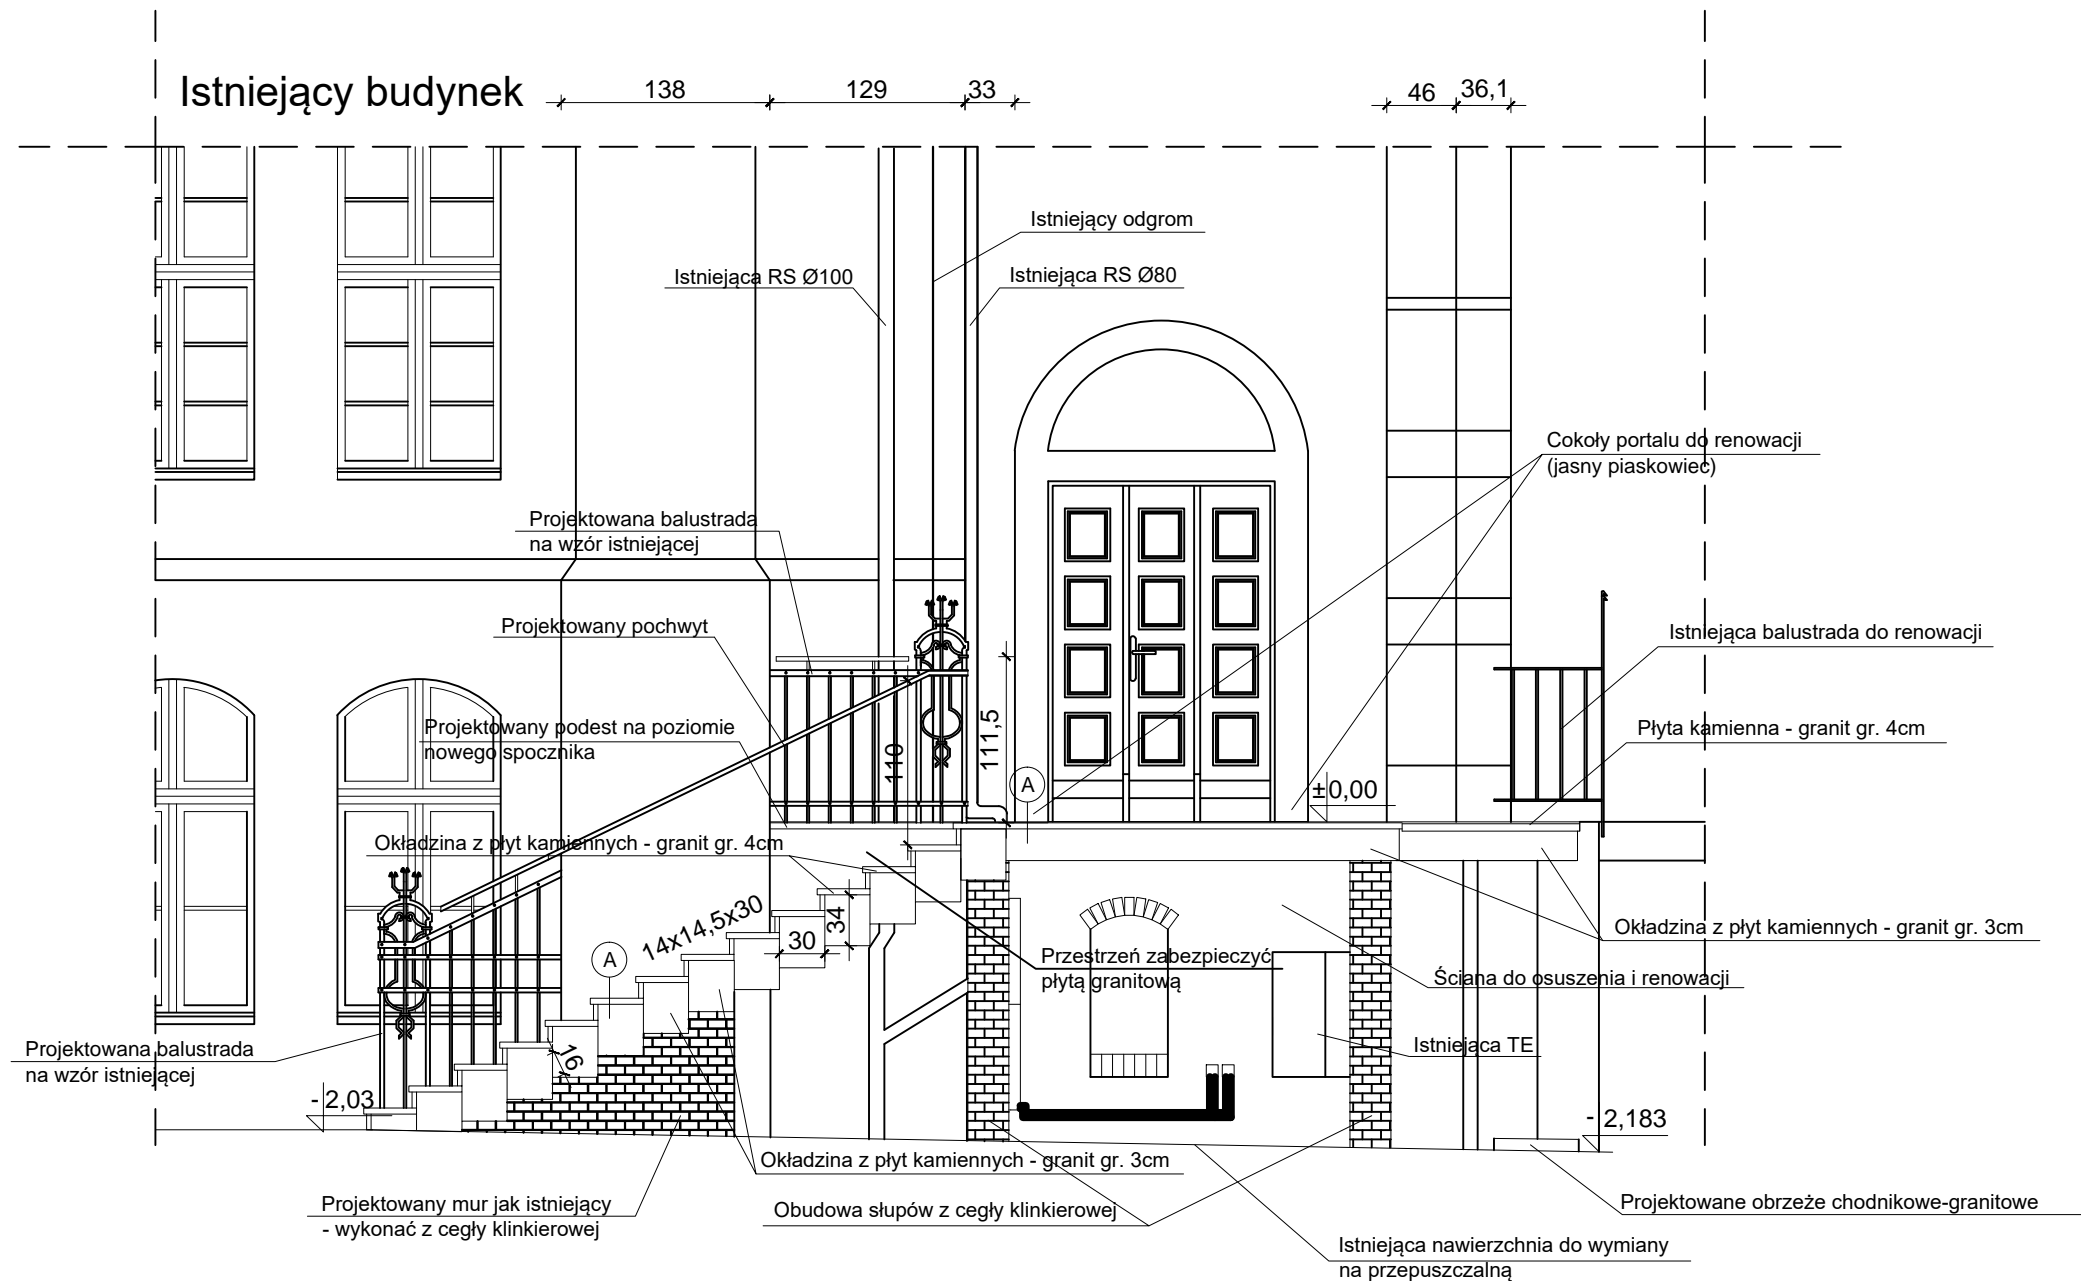 Istniejący budynek
138
129
33
46
36,1
Istniejący odgrom
Istniejąca RS Ø100
Istniejąca RS Ø80
Cokoły portalu do renowacji
(jasny piaskowiec)
Projektowana balustrada
na wzór istniejącej
Projektowany pochwyt
Istniejąca balustrada do renowacji
Projektowany podest na poziomie
nowego spocznika
110
111,5
A
±0,00
Płyta kamienna - granit gr. 4cm
Okładzina z płyt kamiennych - granit gr. 4cm
14x14,5x30
30
34
A
16
Przestrzeń zabezpieczyć
płytą granitową
Okładzina z płyt kamiennych - granit gr. 3cm
Ściana do osuszenia i renowacji
Istniejąca TE
Projektowana balustrada
na wzór istniejącej
- 2,03
- 2,183
Okładzina z płyt kamiennych - granit gr. 3cm
Projektowany mur jak istniejący
- wykonać z cegły klinkierowej
Obudowa słupów z cegły klinkierowej
Projektowane obrzeże chodnikowe-granitowe
Istniejąca nawierzchnia do wymiany
na przepuszczalną